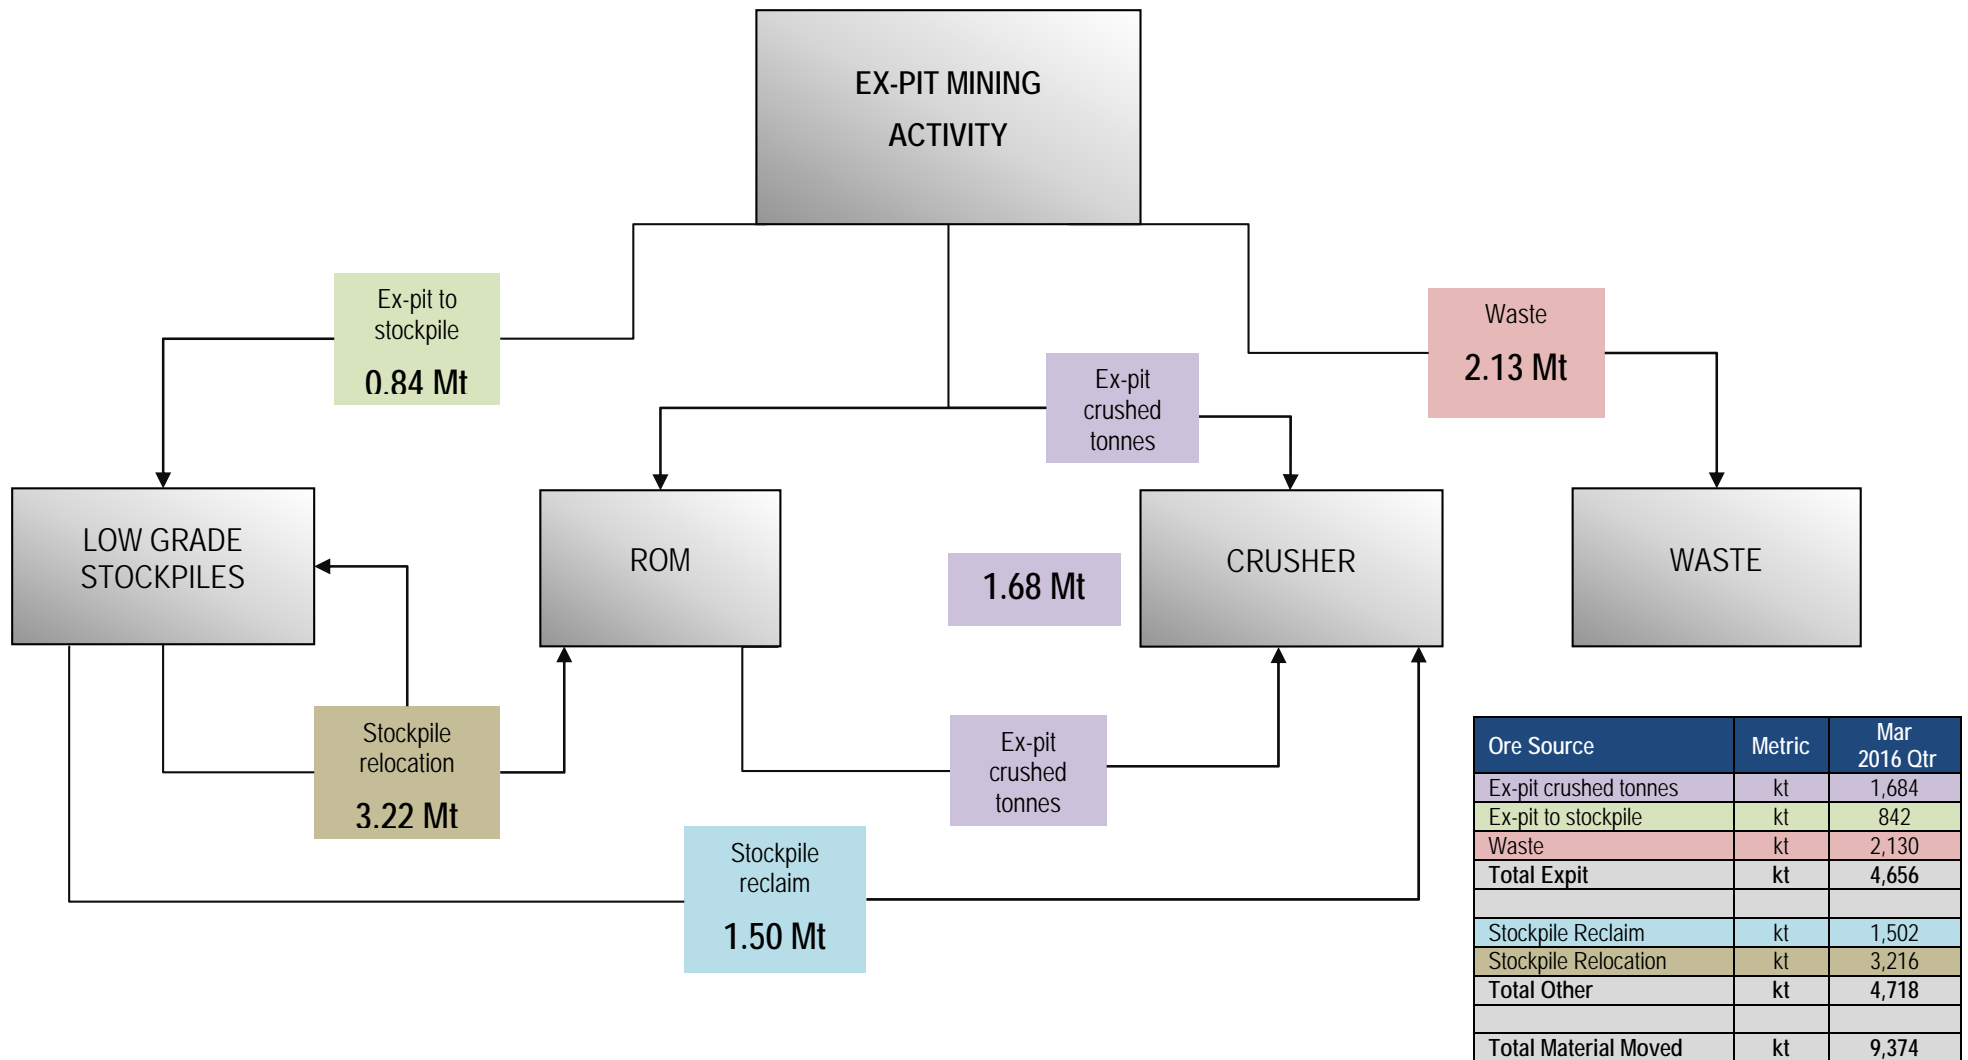 EX-PIT MINING
ACTIVITY
Ex-pit to
stockpile
0.84 Mt
Waste
2.13 Mt
Ex-pit
crushed
tonnes
LOW GRADE
STOCKPILES
ROM
1.68 Mt
CRUSHER
WASTE
Stockpile
relocation
3.22 Mt
Ex-pit
crushed
tonnes
Stockpile
reclaim
1.50 Mt
Ore Source Metric Mar 2016 Qtr
Ex-pit crushed tonnes kt 1,684
Ex-pit to stockpile kt 842
Waste kt 2,130
Total Expit kt 4,656
Stockpile Reclaim kt 1,502
Stockpile Relocation kt 3,216
Total Other kt 4,718
Total Material Moved kt 9,374